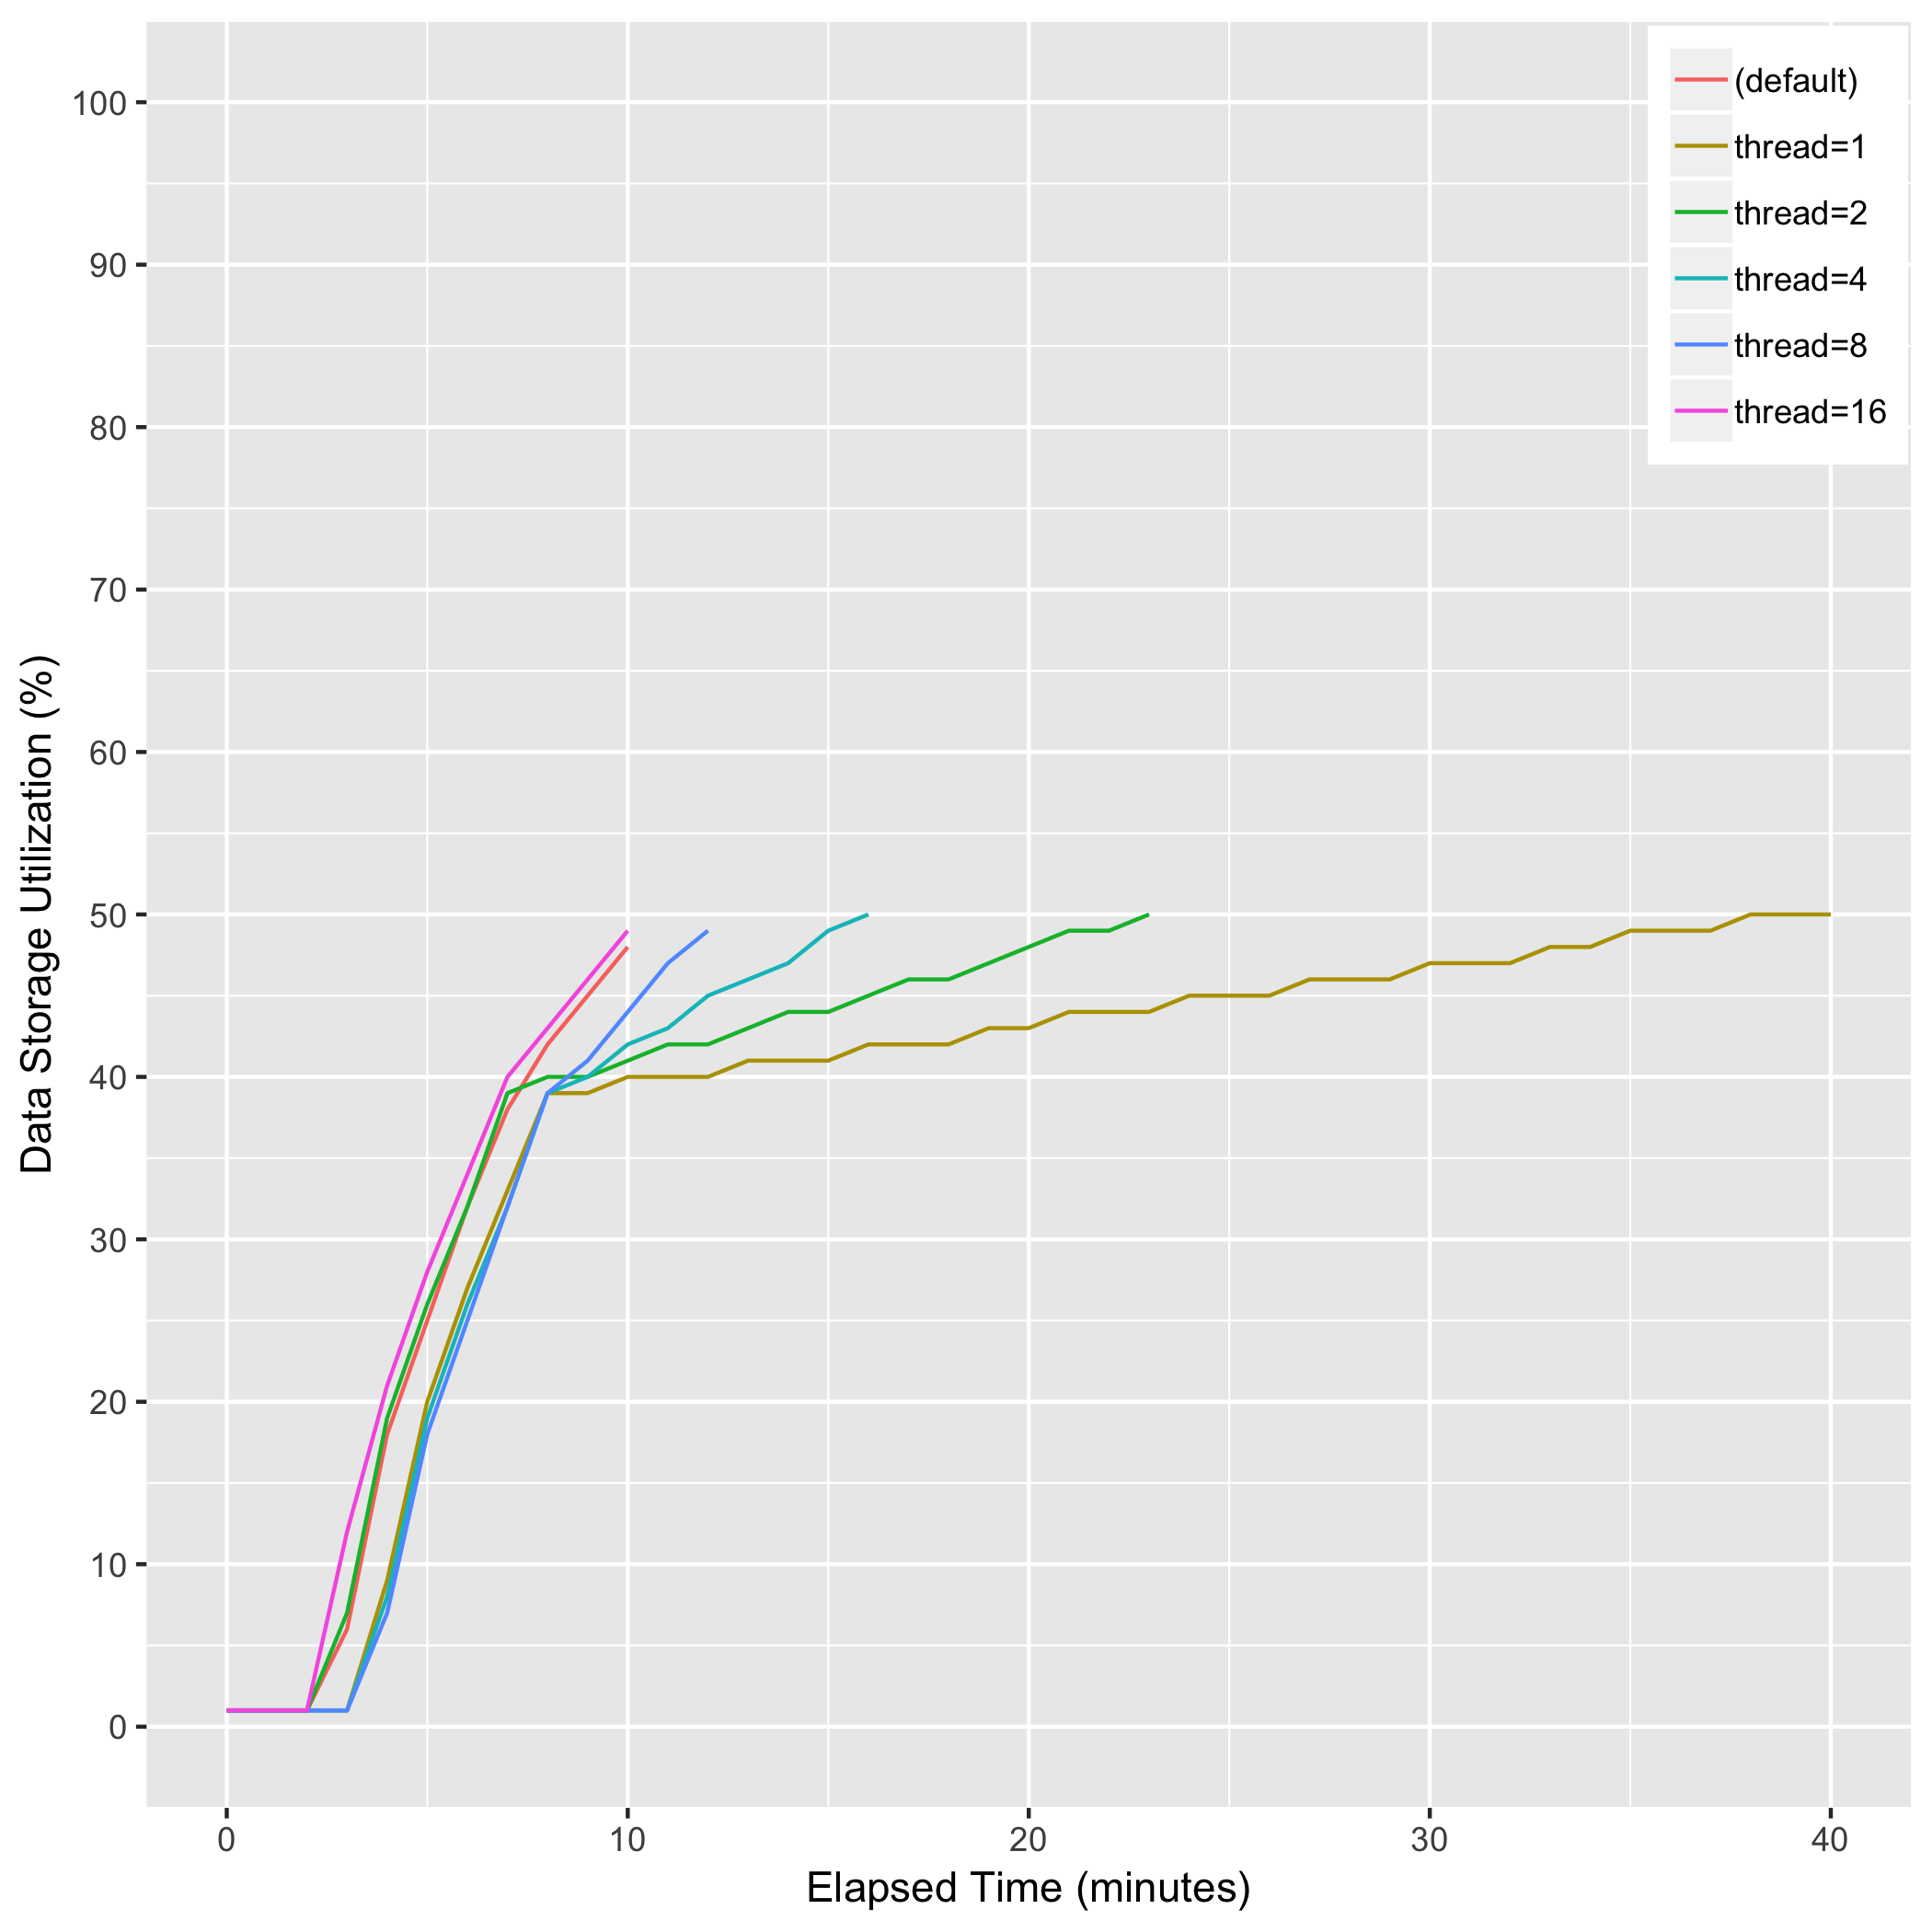 (default)
thread=1
thread=2
thread=4
thread=8
thread=16
100
90
80
70
60
50
40
30
20
10
0
Data Storage Utilization (%)
0 10 20 30 40
Elapsed Time (minutes)